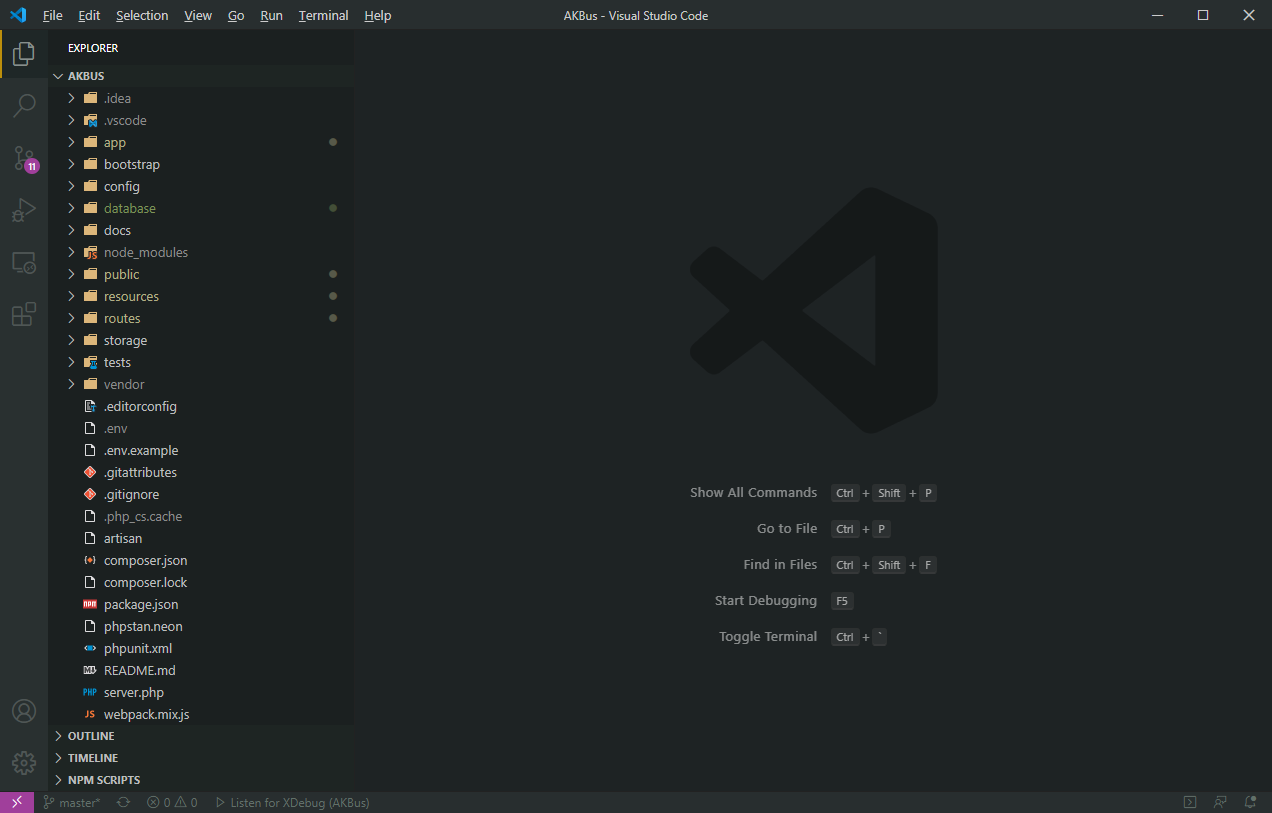 File Edit Selection View Go Run Terminal Help AKBus - Visual Studio Code
EXPLORER
AKBUS
.idea
.vscode
app
bootstrap
config
database
docs
node_modules
public
resources
routes
storage
tests
vendor
.editorconfig
.env
.env.example
.gitattributes
.gitignore
.php_cs.cache
artisan
composer.json
composer.lock
package.json
phpstan.neon
phpunit.xml
README.md
PHP server.php
JS webpack.mix.js
OUTLINE
TIMELINE
NPM SCRIPTS
11
Show All Commands Ctrl + Shift + P
Go to File Ctrl + P
Find in Files Ctrl + Shift + F
Start Debugging F5
Toggle Terminal Ctrl + `
master* 0 0 Listen for XDebug (AKBus)